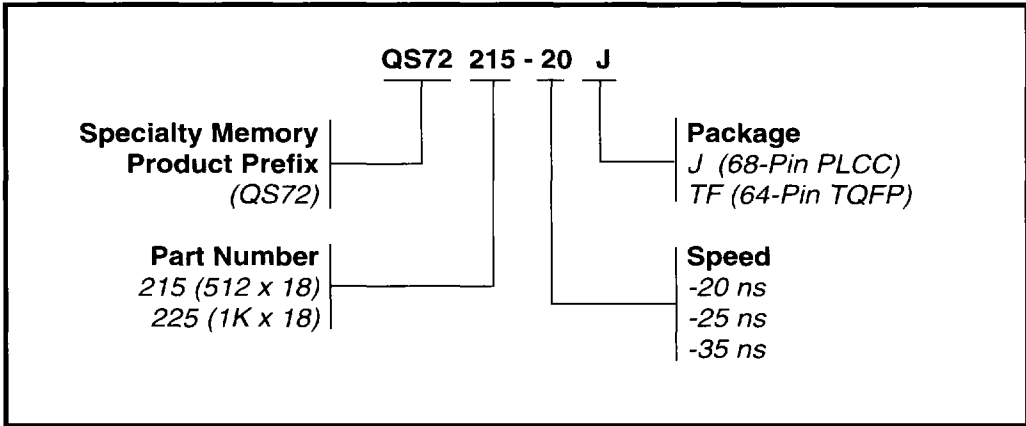 QS72 215 - 20 J
Specialty Memory
Product Prefix
(QS72)
Package
J (68-Pin PLCC)
TF (64-Pin TQFP)
Part Number
215 (512 x 18)
225 (1K x 18)
Speed
-20 ns
-25 ns
-35 ns